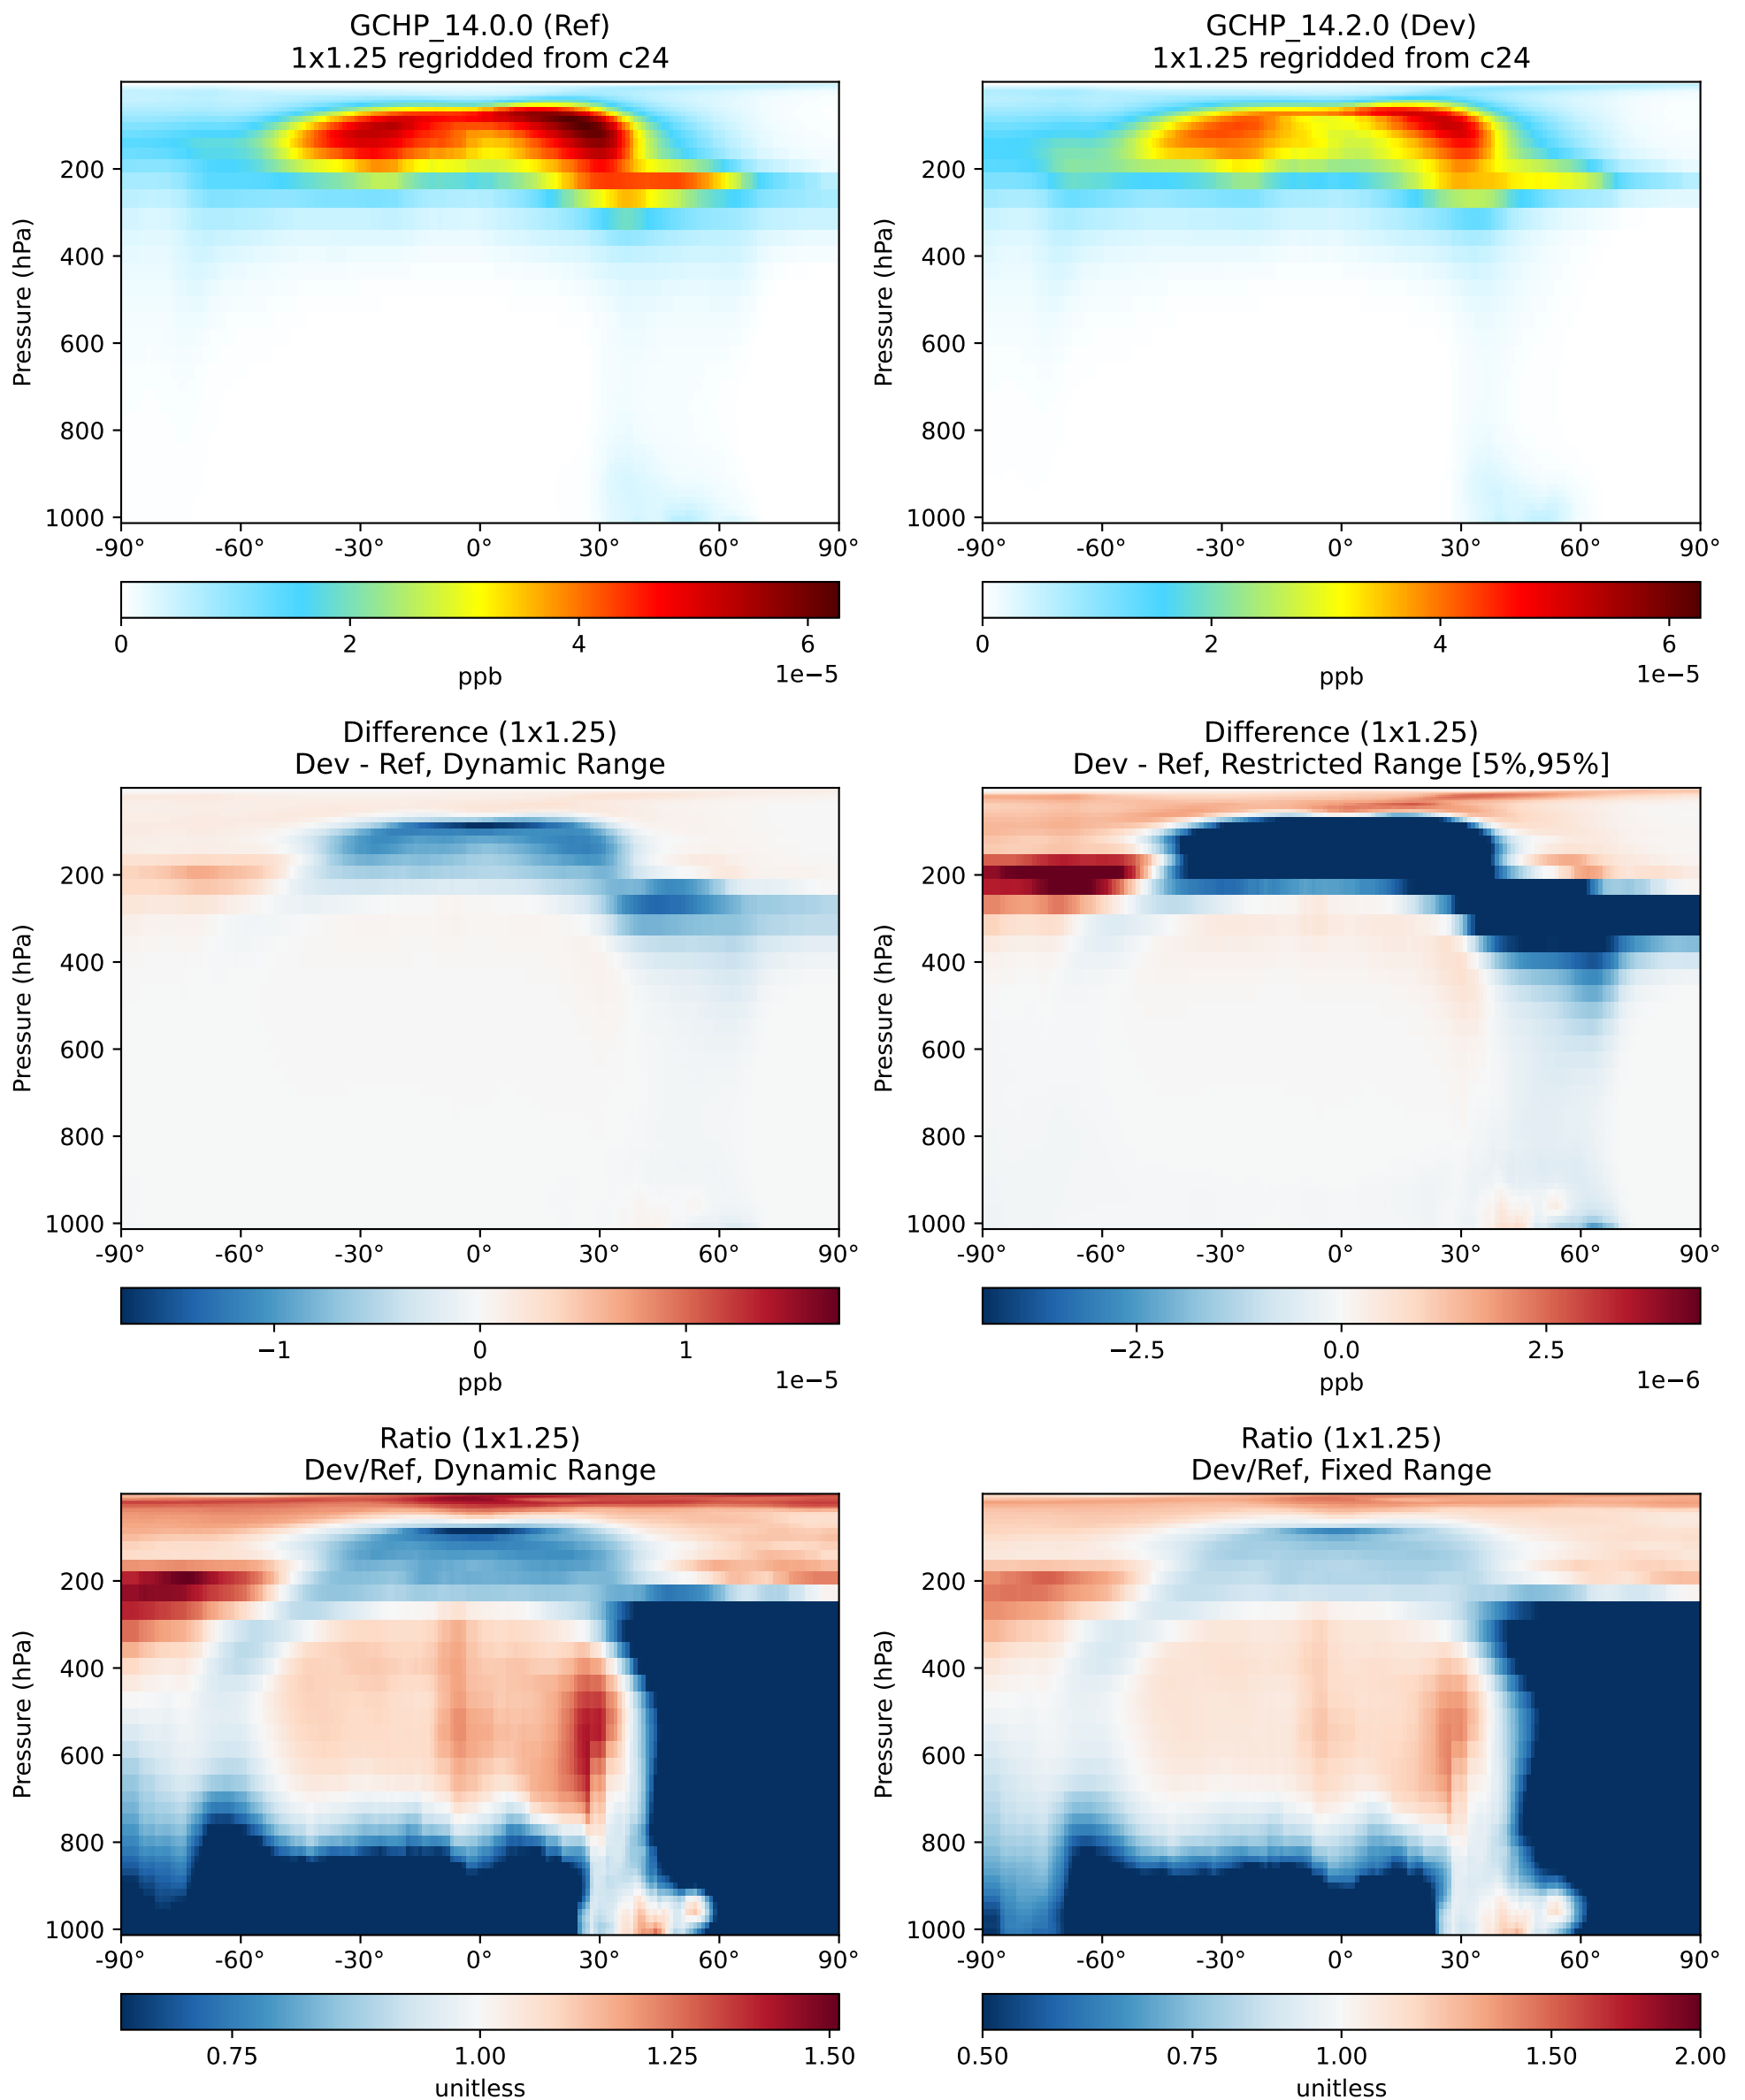 GCHP_14.0.0 (Ref)
1x1.25 regridded from c24
Pressure (hPa)
200
400
600
800
1000
-90° -60° -30° 0° 30° 60° 90°
0 2 4 6
ppb
1e−5
GCHP_14.2.0 (Dev)
1x1.25 regridded from c24
Pressure (hPa)
200
400
600
800
1000
-90° -60° -30° 0° 30° 60° 90°
0 2 4 6
ppb
1e−5
Difference (1x1.25)
Dev - Ref, Dynamic Range
Pressure (hPa)
200
400
600
800
1000
-90° -60° -30° 0° 30° 60° 90°
−1 0 1
ppb
1e−5
Difference (1x1.25)
Dev - Ref, Restricted Range [5%,95%]
Pressure (hPa)
200
400
600
800
1000
-90° -60° -30° 0° 30° 60° 90°
−2.5 0.0 2.5
ppb
1e−6
Ratio (1x1.25)
Dev/Ref, Dynamic Range
Pressure (hPa)
200
400
600
800
1000
-90° -60° -30° 0° 30° 60° 90°
0.75 1.00 1.25 1.50
unitless
Ratio (1x1.25)
Dev/Ref, Fixed Range
Pressure (hPa)
200
400
600
800
1000
-90° -60° -30° 0° 30° 60° 90°
0.50 0.75 1.00 1.50 2.00
unitless